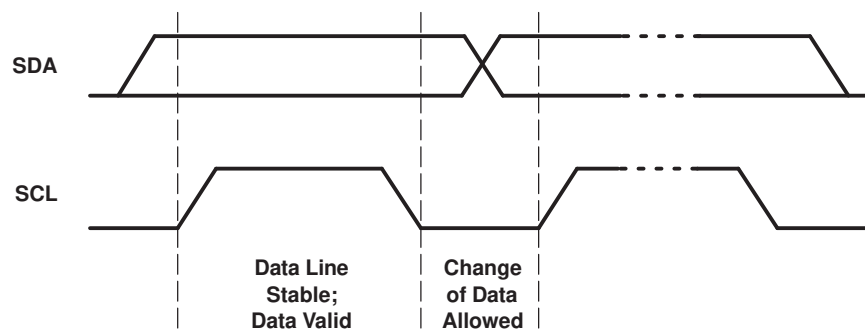 SDA
SCL
Data Line
Stable;
Data Valid
Change
of Data
Allowed